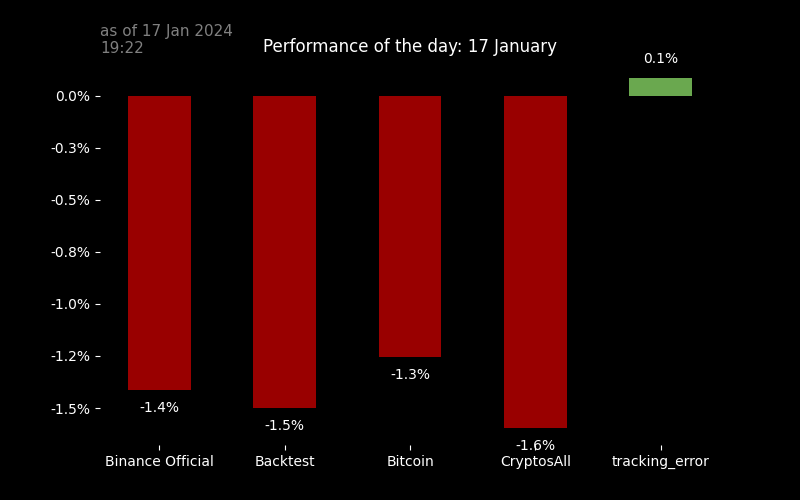 as of 17 Jan 2024
19:22
Performance of the day: 17 January
0.1%
0.0%
-0.3%
-0.5%
-0.8%
-1.0%
-1.2%
-1.5%
-1.4%
-1.5%
-1.3%
-1.6%
Binance Official
Backtest
Bitcoin
CryptosAll
tracking_error